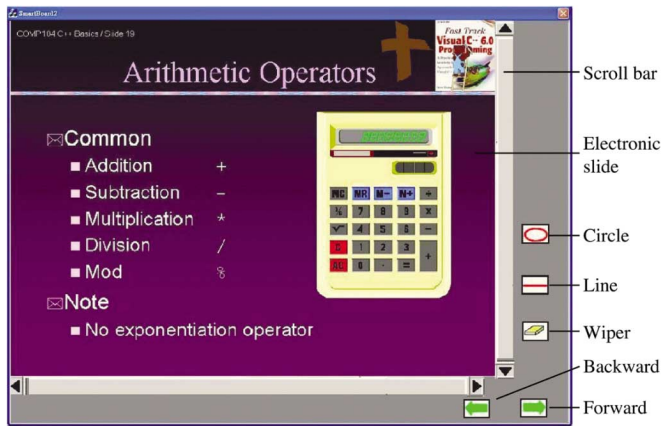 SmartBoard2
COMP104 C++ Basics / Slide 19
Arithmetic Operators
Fast Track
Visual C++ 6.0
Programming
Scroll bar
Electronic
slide
Common
Addition +
Subtraction –
Multiplication *
Division /
Mod %
Note
No exponentiation operator
MC MR M- M+ ÷
% 7 8 9 X
√ 4 5 6 -
C 1 2 3 +
AC 0 · =
Circle
Line
Wiper
Backward
Forward